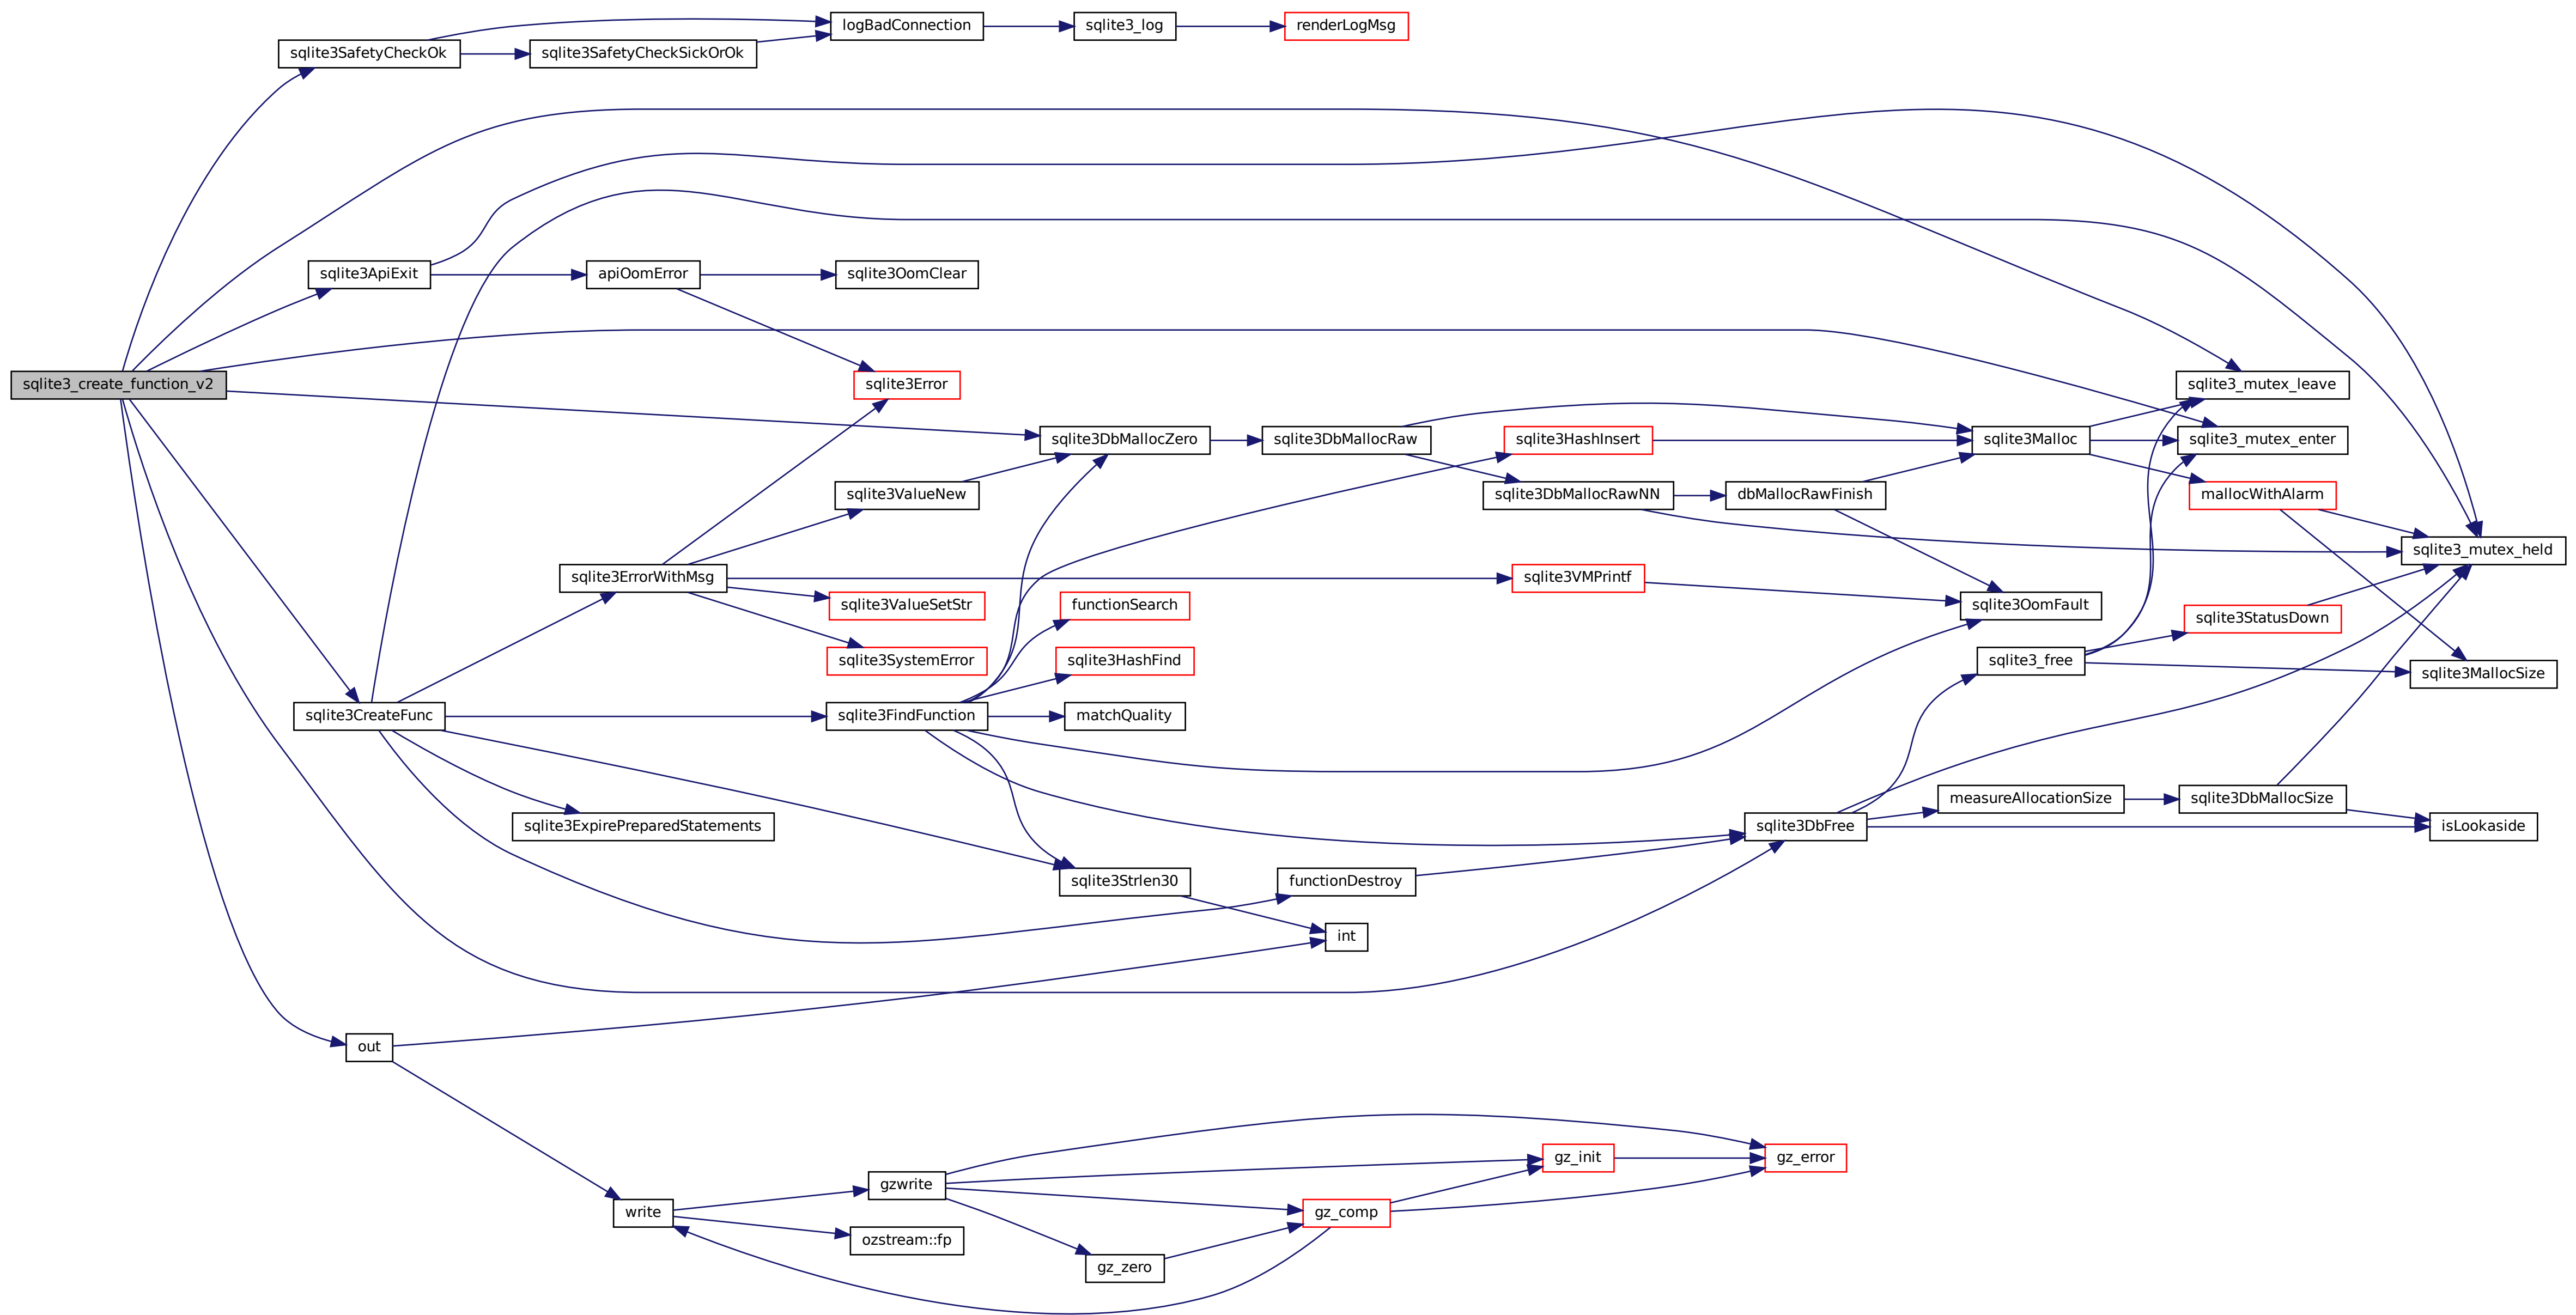 logBadConnection
sqlite3_log
renderLogMsg
sqlite3SafetyCheckOk
sqlite3SafetyCheckSickOrOk
sqlite3ApiExit
apiOomError
sqlite3OomClear
sqlite3_create_function_v2
sqlite3Error
sqlite3_mutex_leave
sqlite3DbMallocZero
sqlite3DbMallocRaw
sqlite3HashInsert
sqlite3Malloc
sqlite3_mutex_enter
sqlite3ValueNew
sqlite3DbMallocRawNN
dbMallocRawFinish
mallocWithAlarm
sqlite3_mutex_held
sqlite3ErrorWithMsg
sqlite3VMPrintf
sqlite3ValueSetStr
functionSearch
sqlite3OomFault
sqlite3StatusDown
sqlite3SystemError
sqlite3HashFind
sqlite3_free
sqlite3MallocSize
sqlite3CreateFunc
sqlite3FindFunction
matchQuality
measureAllocationSize
sqlite3DbMallocSize
sqlite3ExpirePreparedStatements
sqlite3DbFree
isLookaside
sqlite3Strlen30
functionDestroy
int
out
gz_init
gz_error
gzwrite
write
gz_comp
ozstream::fp
gz_zero